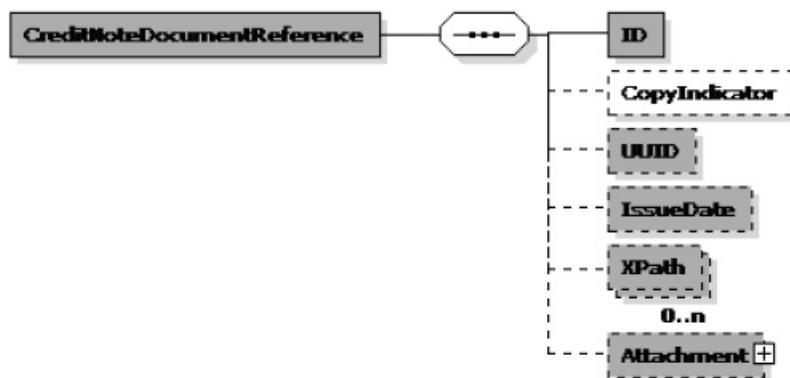 CreditNoteDocumentReference
ID
CopyIndicator
UUID
IssueDate
XPath
0..n
Attachment